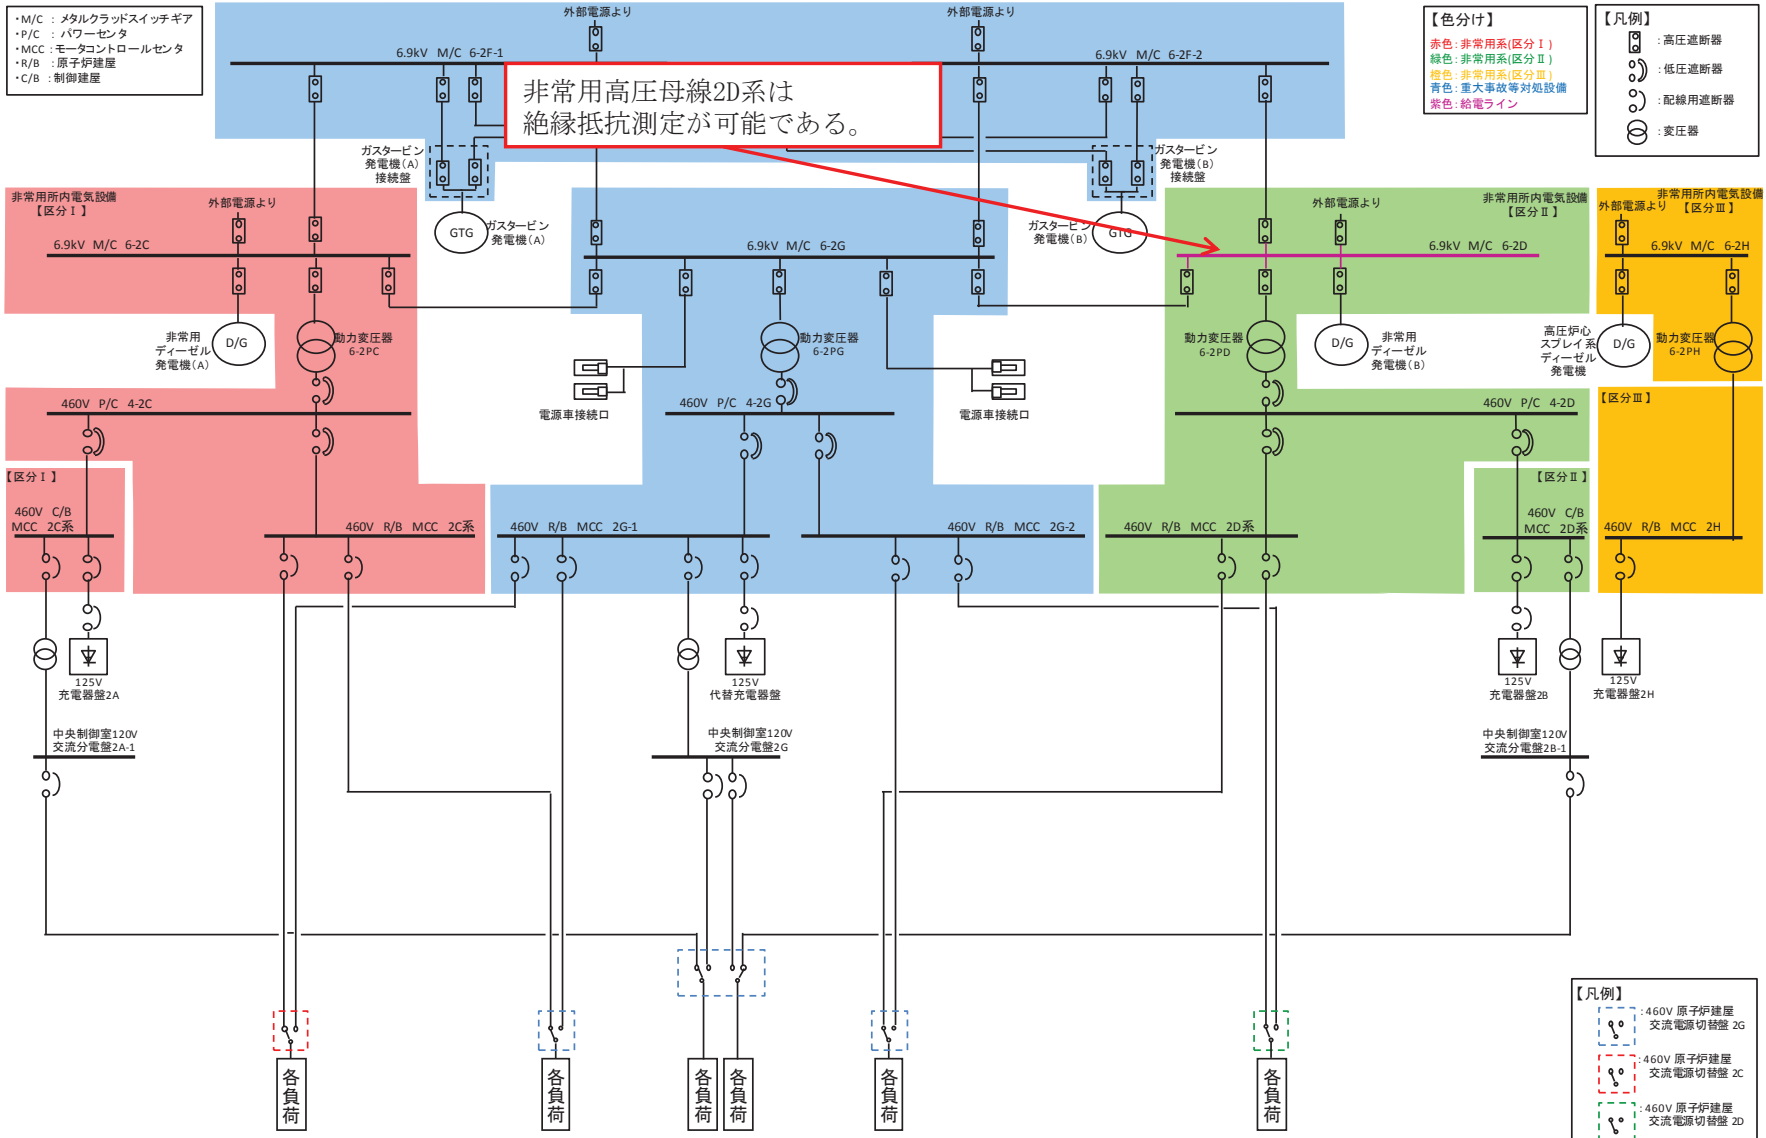 ・M/C ：メタルクラッドスイッチギア
・P/C ：パワーセンタ
・MCC：モータコントロールセンタ
・R/B ：原子炉建屋
・C/B ：制御建屋
外部電源より
外部電源より
6.9kV M/C 6-2F-1
6.9kV M/C 6-2F-2
非常用高圧母線2D系は
絶縁抵抗測定が可能である。
【色分け】
赤色：非常用系(区分Ⅰ)
緑色：非常用系(区分Ⅱ)
橙色：非常用系(区分Ⅲ)
青色：重大事故等対処設備
紫色：給電ライン
【凡例】
：高圧遮断器
：低圧遮断器
：配線用遮断器
：変圧器
ガスタービン
発電機(A)
接続盤
ガスタービン
発電機(B)
接続盤
GTG
ガスタービン
発電機(A)
ガスタービン
発電機(B)
GTG
非常用所内電気設備
【区分Ⅰ】
外部電源より
6.9kV M/C 6-2C
6.9kV M/C 6-2G
外部電源より
非常用所内電気設備
【区分Ⅱ】
6.9kV M/C 6-2D
非常用所内電気設備
【区分Ⅲ】
外部電源より
6.9kV M/C 6-2H
非常用
ディーゼル
発電機(A)
D/G
動力変圧器
6-2PC
動力変圧器
6-2PG
動力変圧器
6-2PD
D/G
非常用
ディーゼル
発電機(B)
高圧炉心
スプレイ系
ディーゼル
発電機
D/G
動力変圧器
6-2PH
電源車接続口
電源車接続口
460V P/C 4-2C
460V P/C 4-2G
460V P/C 4-2D
【区分Ⅲ】
【区分Ⅰ】
【区分Ⅱ】
460V C/B
MCC 2C系
460V R/B MCC 2C系
460V R/B MCC 2G-1
460V R/B MCC 2G-2
460V R/B MCC 2D系
460V C/B
MCC 2D系
460V R/B MCC 2H
125V
充電器盤2A
125V
代替充電器盤
125V
充電器盤2B
125V
充電器盤2H
中央制御室120V
交流分電盤2A-1
中央制御室120V
交流分電盤2G
中央制御室120V
交流分電盤2B-1
各負荷
各負荷
各負荷
各負荷
各負荷
各負荷
【凡例】
：460V 原子炉建屋
交流電源切替盤 2G
：460V 原子炉建屋
交流電源切替盤 2C
：460V 原子炉建屋
交流電源切替盤 2D